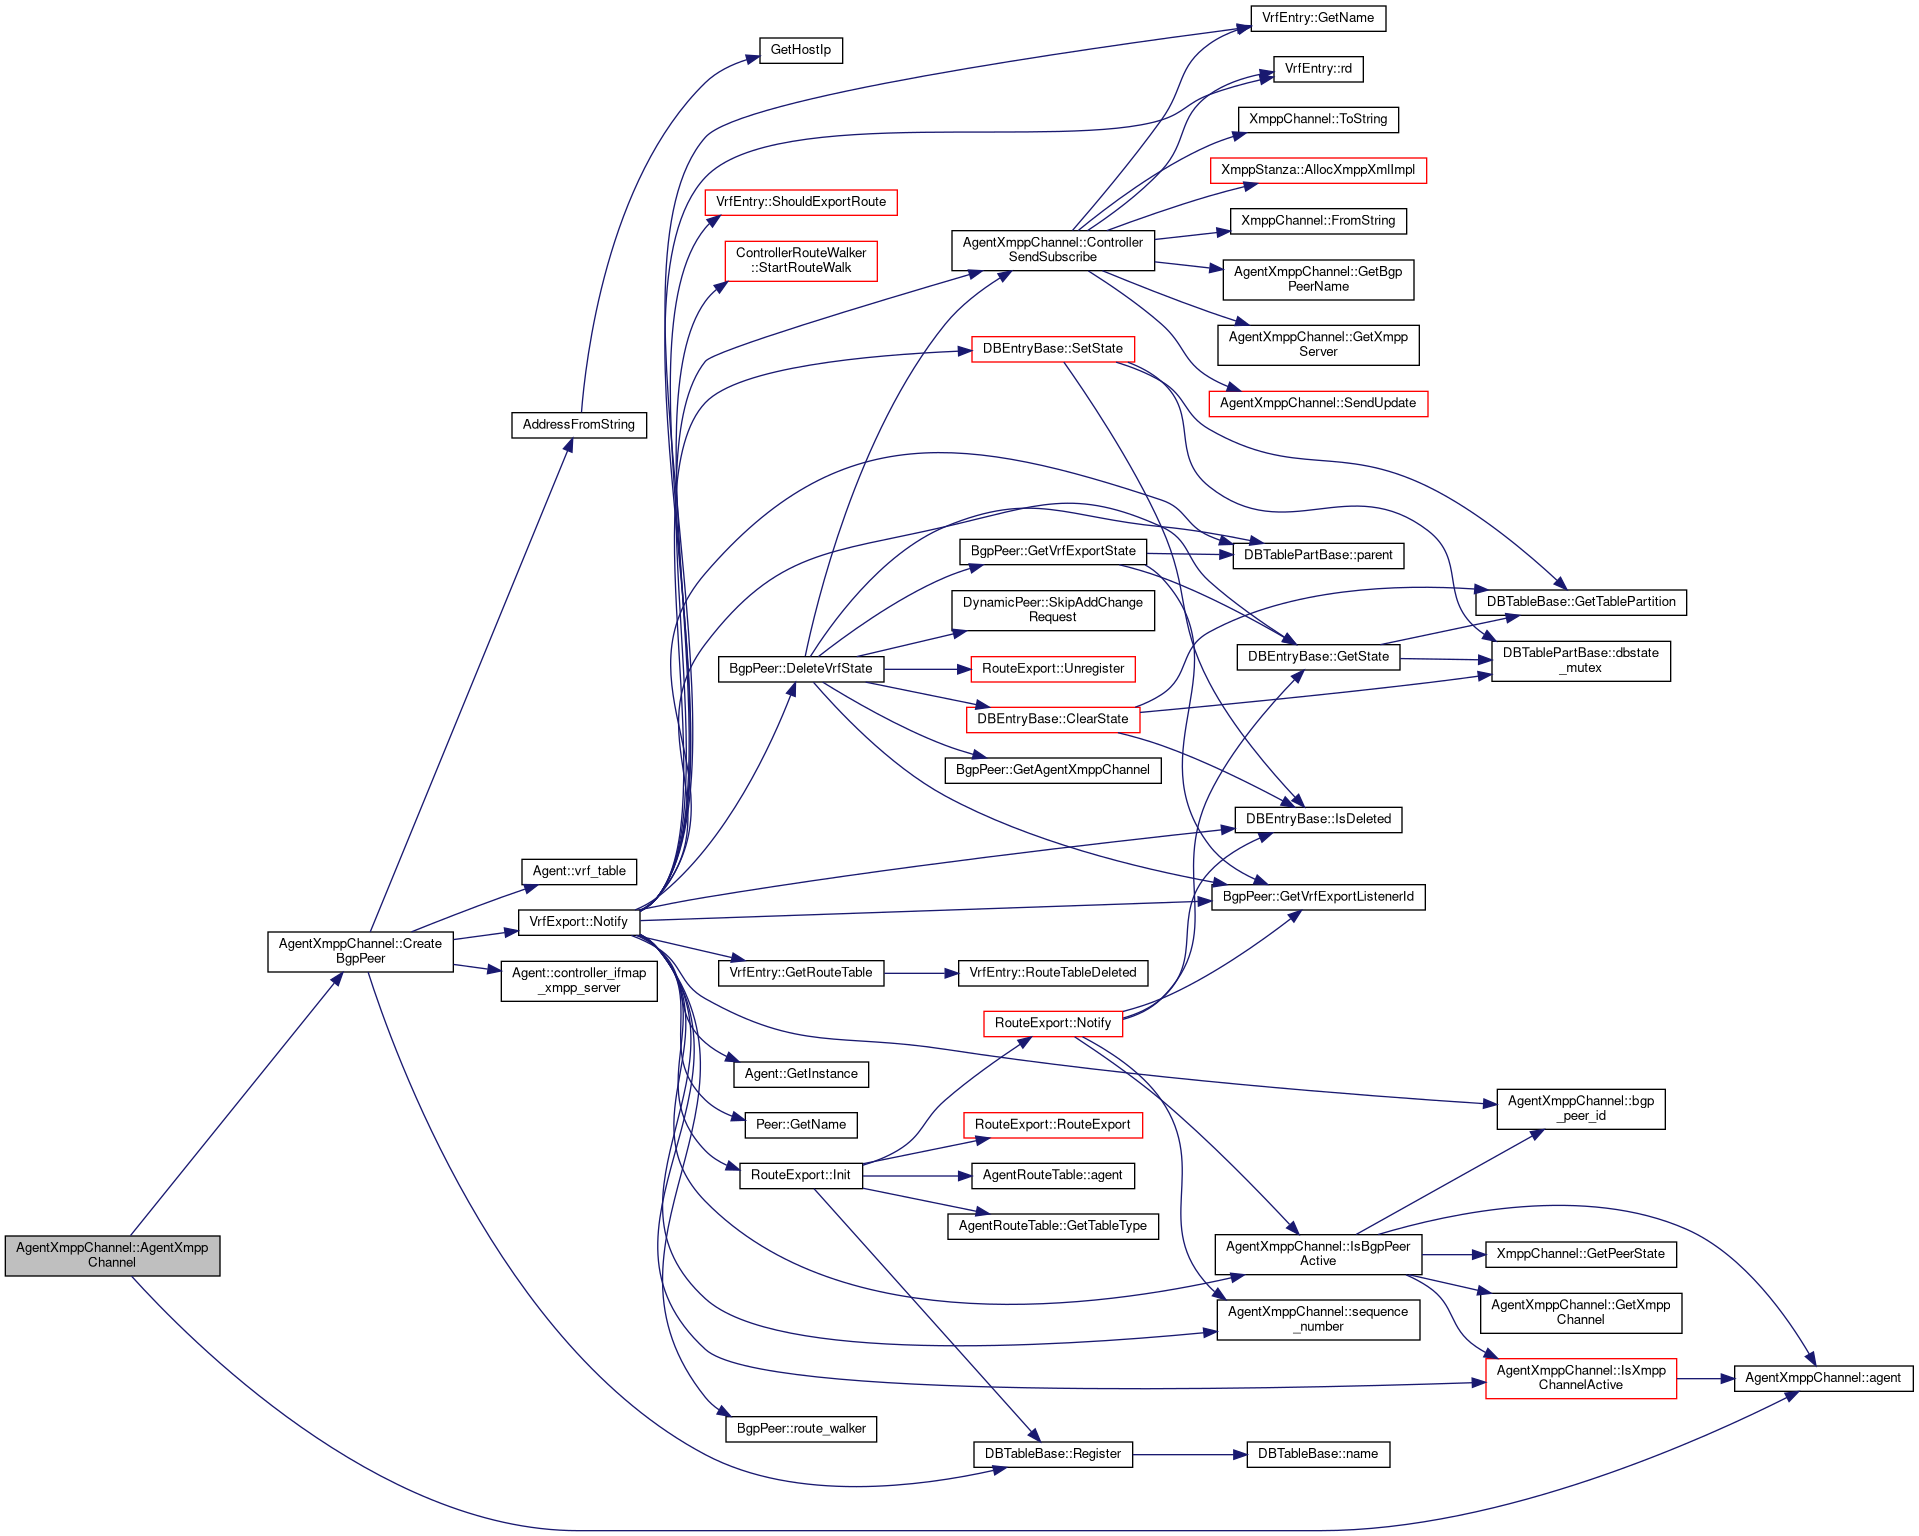 AgentXmppChannel::AgentXmpp
Channel
AgentXmppChannel::Create
BgpPeer
AddressFromString
GetHostIp
Agent::vrf_table
VrfExport::Notify
Agent::controller_ifmap
_xmpp_server
VrfEntry::ShouldExportRoute
ControllerRouteWalker
::StartRouteWalk
BgpPeer::DeleteVrfState
VrfEntry::GetRouteTable
Agent::GetInstance
Peer::GetName
RouteExport::Init
BgpPeer::route_walker
AgentXmppChannel::Controller
SendSubscribe
DBEntryBase::SetState
BgpPeer::GetVrfExportState
DynamicPeer::SkipAddChange
Request
RouteExport::Unregister
DBEntryBase::ClearState
BgpPeer::GetAgentXmppChannel
VrfEntry::RouteTableDeleted
RouteExport::Notify
RouteExport::RouteExport
AgentRouteTable::agent
AgentRouteTable::GetTableType
DBTableBase::Register
VrfEntry::GetName
VrfEntry::rd
XmppChannel::ToString
XmppStanza::AllocXmppXmlImpl
XmppChannel::FromString
AgentXmppChannel::GetBgp
PeerName
AgentXmppChannel::GetXmpp
Server
AgentXmppChannel::SendUpdate
DBTablePartBase::parent
DBEntryBase::GetState
DBEntryBase::IsDeleted
BgpPeer::GetVrfExportListenerId
AgentXmppChannel::IsBgpPeer
Active
AgentXmppChannel::sequence
_number
DBTableBase::name
DBTableBase::GetTablePartition
DBTablePartBase::dbstate
_mutex
AgentXmppChannel::bgp
_peer_id
XmppChannel::GetPeerState
AgentXmppChannel::GetXmpp
Channel
AgentXmppChannel::IsXmpp
ChannelActive
AgentXmppChannel::agent